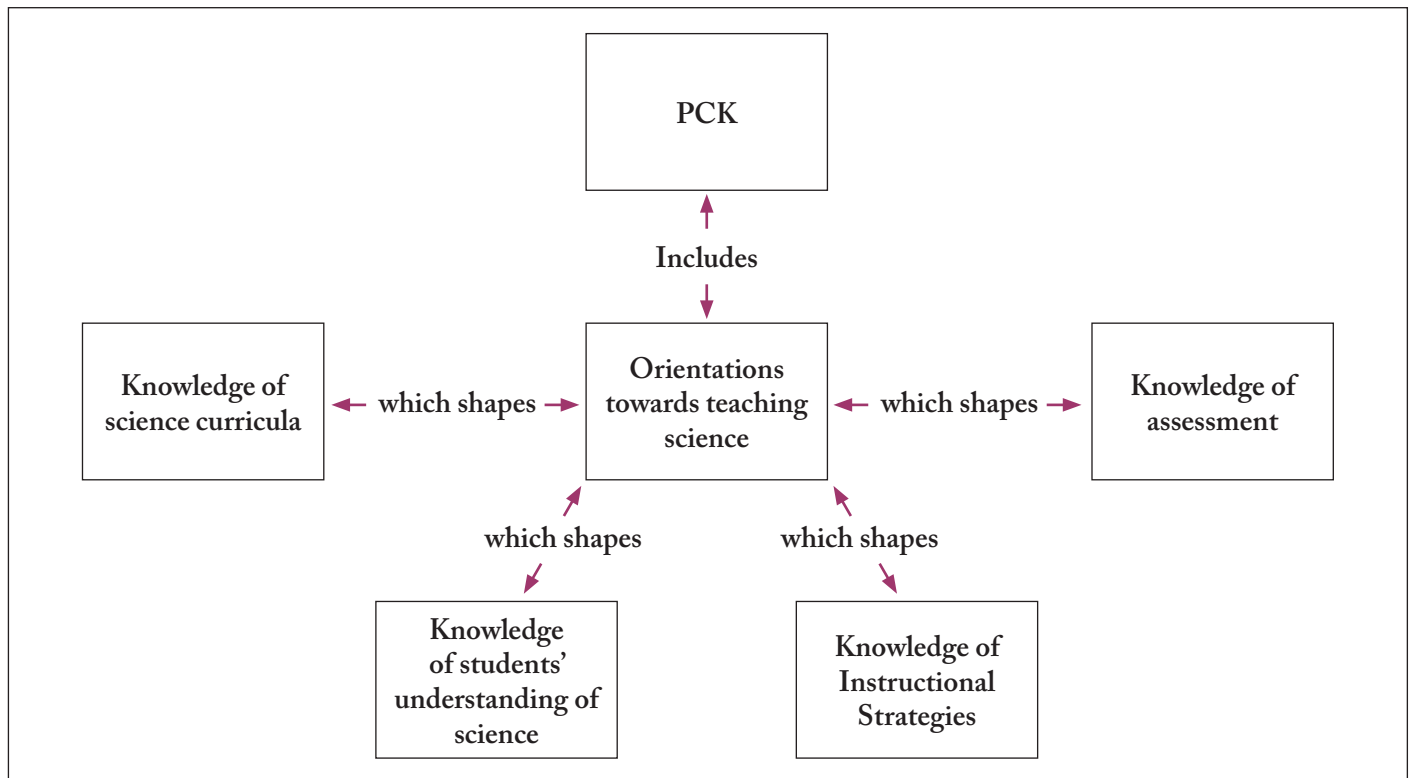 PCK
Includes
Knowledge of
science curricula
which shapes
Orientations
towards teaching
science
which shapes
Knowledge of
assessment
which shapes
which shapes
Knowledge
of students’
understanding of
science
Knowledge of
Instructional
Strategies